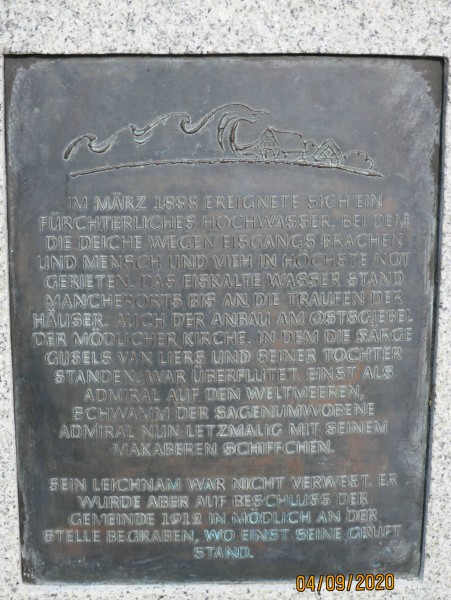 IM MÄRZ 1888 EREIGNETE SICH EIN
FÜRCHTERLICHES HOCHWASSER, BEI DEM
DIE DEICHE WEGEN EISGANGS BRACHEN
UND MENSCH UND VIEH IN HÖCHSTE NOT
GERIETEN. DAS EISKALTE WASSER STAND
MANCHERORTS BIS AN DIE TRAUFEN DER
HÄUSER. AUCH DER ANBAU AM OSTGIEBEL
DER MÖDLICHER KIRCHE, IN DEM DIE SÄRGE
GIJSELS VAN LIERS UND SEINER TOCHTER
STANDEN, WAR ÜBERFLUTET. EINST ALS
ADMIRAL AUF DEN WELTMEEREN,
SCHWAMM DER SAGENUMWOBENE
ADMIRAL NUN LETZMALIG MIT SEINEM
MAKABEREN SCHIFFCHEN.
SEIN LEICHNAM WAR NICHT VERWEST. ER
WURDE ABER AUF BESCHLUSS DER
GEMEINDE 1912 IN MÖDLICH AN DER
STELLE BEGRABEN, WO EINST SEINE GRUFT
STAND.
04/09/2020